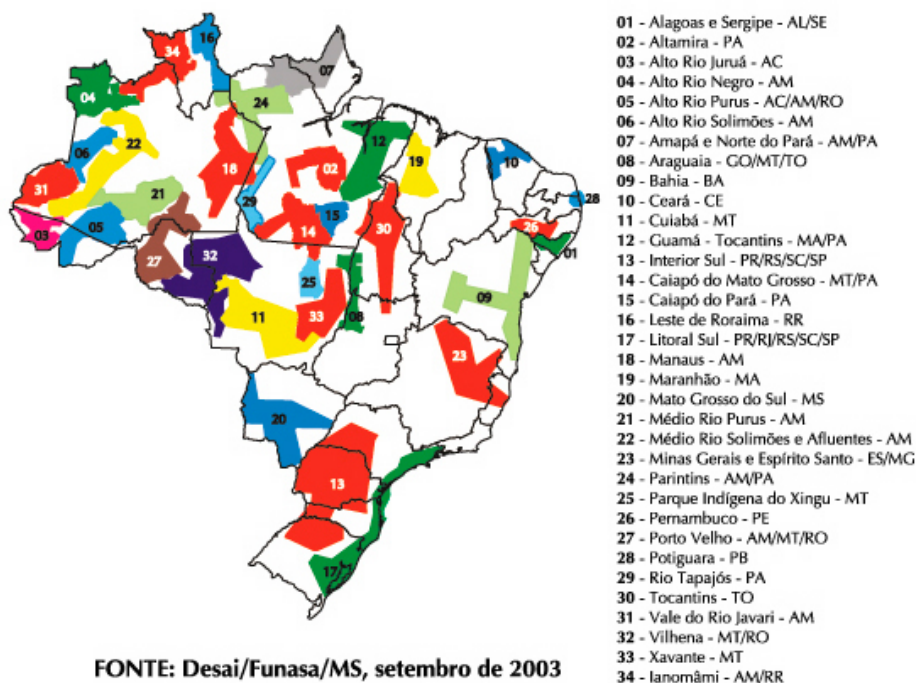 34
16
07
04
24
22
12
06
02
19
10
18
31
29
28
21
15
30
26
03
05
14
01
27
32
25
09
11
33
08
23
20
13
17
01 - Alagoas e Sergipe - AL/SE
02 - Altamira - PA
03 - Alto Rio Juruá - AC
04 - Alto Rio Negro - AM
05 - Alto Rio Purus - AC/AM/RO
06 - Alto Rio Solimões - AM
07 - Amapá e Norte do Pará - AM/PA
08 - Araguaia - GO/MT/TO
09 - Bahia - BA
10 - Ceará - CE
11 - Cuiabá - MT
12 - Guamá - Tocantins - MA/PA
13 - Interior Sul - PR/RS/SC/SP
14 - Caiapó do Mato Grosso - MT/PA
15 - Caiapó do Pará - PA
16 - Leste de Roraima - RR
17 - Litoral Sul - PR/RJ/RS/SC/SP
18 - Manaus - AM
19 - Maranhão - MA
20 - Mato Grosso do Sul - MS
21 - Médio Rio Purus - AM
22 - Médio Rio Solimões e Afluentes - AM
23 - Minas Gerais e Espírito Santo - ES/MG
24 - Parintins - AM/PA
25 - Parque Indígena do Xingu - MT
26 - Pernambuco - PE
27 - Porto Velho - AM/MT/RO
28 - Potiguara - PB
29 - Rio Tapajós - PA
30 - Tocantins - TO
31 - Vale do Rio Javari - AM
32 - Vilhena - MT/RO
33 - Xavante - MT
34 - Ianomâmi - AM/RR
FONTE: Desai/Funasa/MS, setembro de 2003